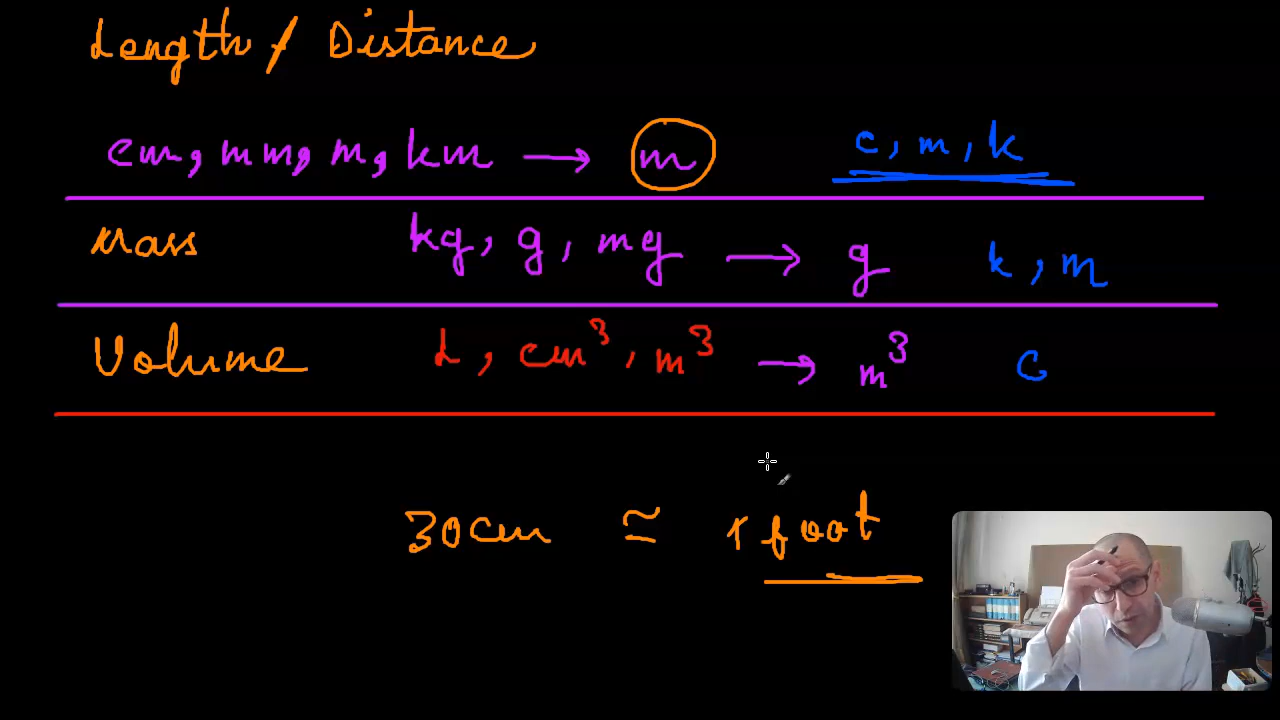 Length / Distance
cm, mm, m, km → m c, m, k
Mass kg, g, mg → g k, m
Volume L, cm³, m³ → m³ c
30cm ≅ 1 foot